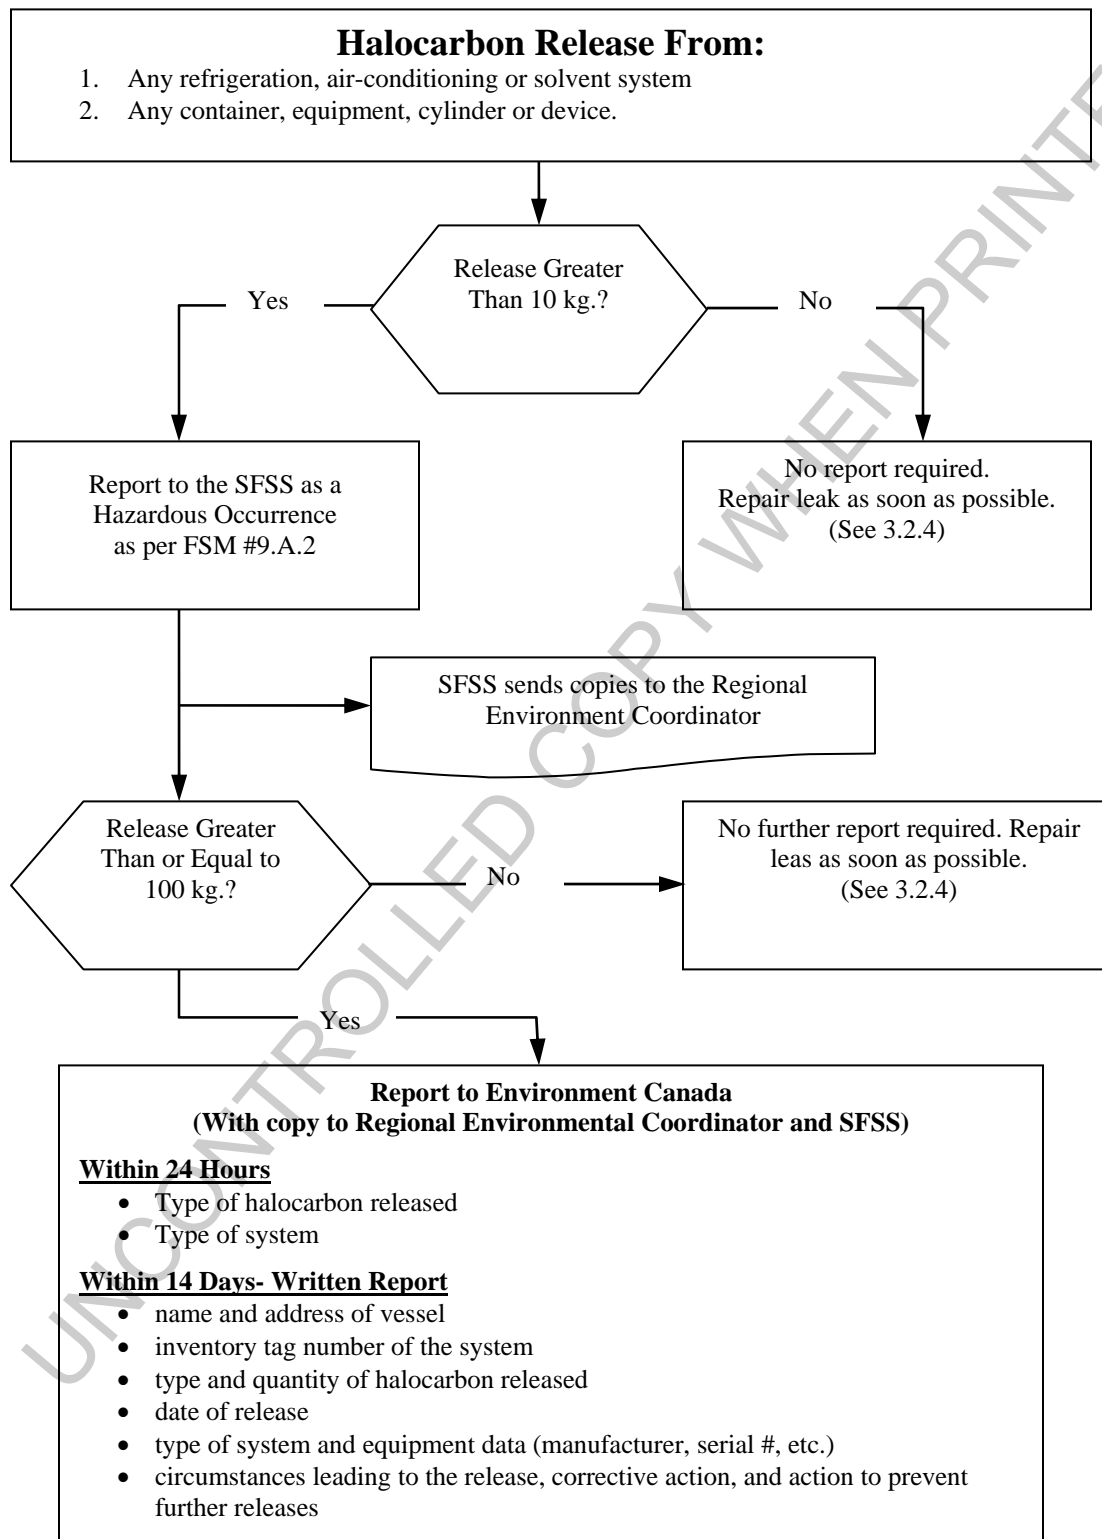 Halocarbon Release From:
1. Any refrigeration, air-conditioning or solvent system
2. Any container, equipment, cylinder or device.
Release Greater
Than 10 kg.?
Yes
No
Report to the SFSS as a
Hazardous Occurrence
as per FSM #9.A.2
No report required.
Repair leak as soon as possible.
(See 3.2.4)
SFSS sends copies to the Regional
Environment Coordinator
Release Greater
Than or Equal to
100 kg.?
No
No further report required. Repair
leas as soon as possible.
(See 3.2.4)
Yes
Report to Environment Canada
(With copy to Regional Environmental Coordinator and SFSS)
Within 24 Hours
• Type of halocarbon released
• Type of system
Within 14 Days- Written Report
• name and address of vessel
• inventory tag number of the system
• type and quantity of halocarbon released
• date of release
• type of system and equipment data (manufacturer, serial #, etc.)
• circumstances leading to the release, corrective action, and action to prevent
further releases
UNCONTROLLED COPY WHEN PRINTE